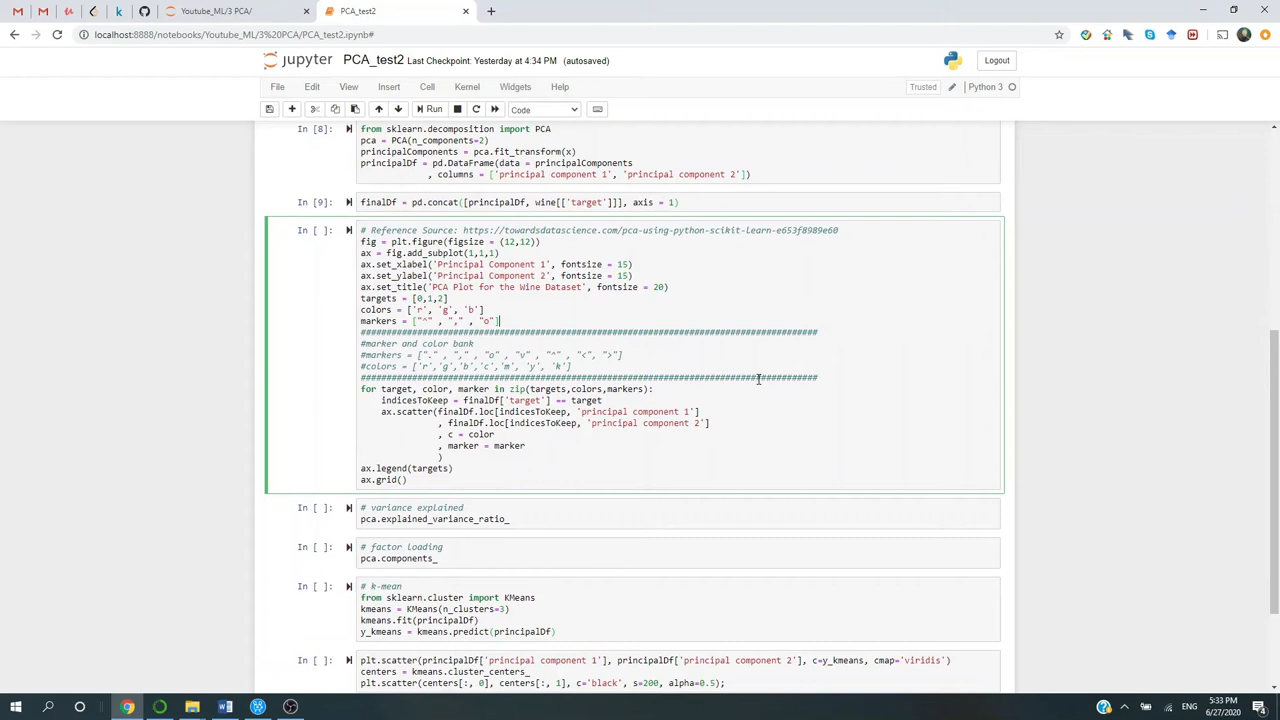 Youtube_ML/3 PCA/
PCA_test2
localhost:8888/notebooks/Youtube_ML/3%20PCA/PCA_test2.ipynb#
jupyter PCA_test2 Last Checkpoint: Yesterday at 4:34 PM (autosaved)
Logout
File Edit View Insert Cell Kernel Widgets Help
Trusted Python 3
Run Code
In [8]: from sklearn.decomposition import PCA
pca = PCA(n_components=2)
principalComponents = pca.fit_transform(x)
principalDf = pd.DataFrame(data = principalComponents
, columns = ['principal component 1', 'principal component 2'])
In [9]: finalDf = pd.concat([principalDf, wine[['target']]], axis = 1)
In [ ]: # Reference Source: https://towardsdatascience.com/pca-using-python-scikit-learn-e653f8989e60
fig = plt.figure(figsize = (12,12))
ax = fig.add_subplot(1,1,1)
ax.set_xlabel('Principal Component 1', fontsize = 15)
ax.set_ylabel('Principal Component 2', fontsize = 15)
ax.set_title('PCA Plot for the Wine Dataset', fontsize = 20)
targets = [0,1,2]
colors = ['r', 'g', 'b']
markers = ["^" , "," , "o"]
########################################################################################
#marker and color bank
#markers = ["." , "," , "o" , "v" , "^" , "<", ">"]
#colors = ['r','g','b','c','m', 'y', 'k']
########################################################################################
for target, color, marker in zip(targets,colors,markers):
indicesToKeep = finalDf['target'] == target
ax.scatter(finalDf.loc[indicesToKeep, 'principal component 1']
, finalDf.loc[indicesToKeep, 'principal component 2']
, c = color
, marker = marker
)
ax.legend(targets)
ax.grid()
In [ ]: # variance explained
pca.explained_variance_ratio_
In [ ]: # factor loading
pca.components_
In [ ]: # k-mean
from sklearn.cluster import KMeans
kmeans = KMeans(n_clusters=3)
kmeans.fit(principalDf)
y_kmeans = kmeans.predict(principalDf)
In [ ]: plt.scatter(principalDf['principal component 1'], principalDf['principal component 2'], c=y_kmeans, cmap='viridis')
centers = kmeans.cluster_centers_
plt.scatter(centers[:, 0], centers[:, 1], c='black', s=200, alpha=0.5);
ENG
5:33 PM
6/27/2020
4